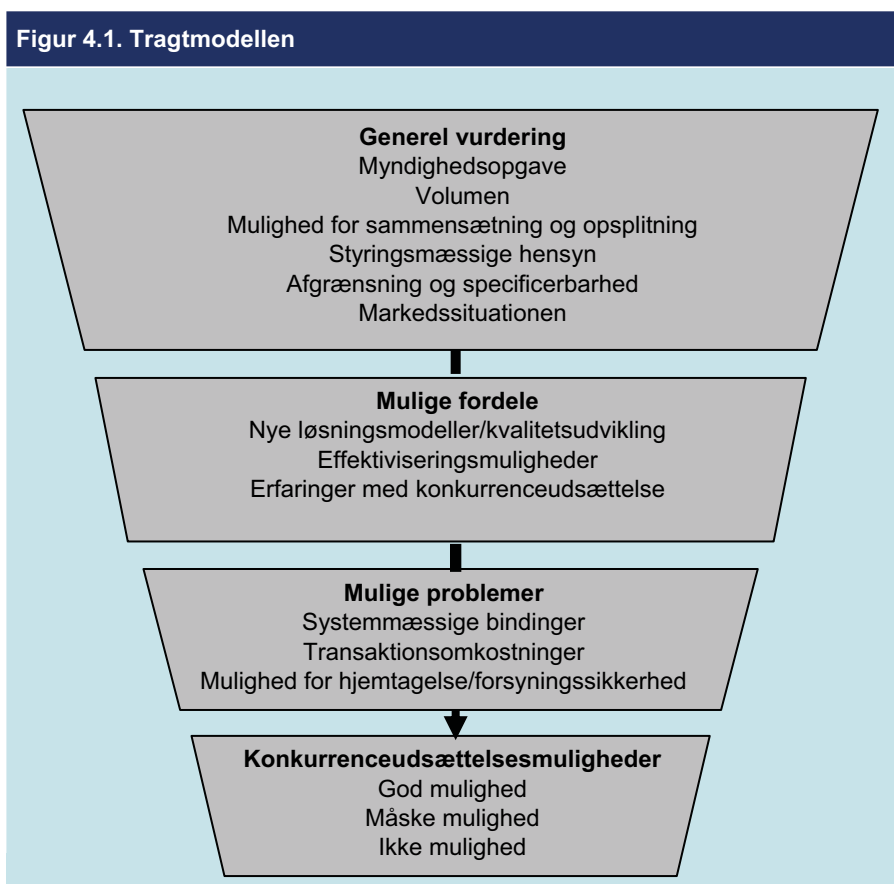 Figur 4.1. Tragtmodellen
Generel vurdering
Myndighedsopgave
Volumen
Mulighed for sammensætning og opsplitning
Styringsmæssige hensyn
Afgrænsning og specificerbarhed
Markedssituationen
Mulige fordele
Nye løsningsmodeller/kvalitetsudvikling
Effektiviseringsmuligheder
Erfaringer med konkurrenceudsættelse
Mulige problemer
Systemmæssige bindinger
Transaktionsomkostninger
Mulighed for hjemtagelse/forsyningssikkerhed
Konkurrenceudsættelsesmuligheder
God mulighed
Måske mulighed
Ikke mulighed